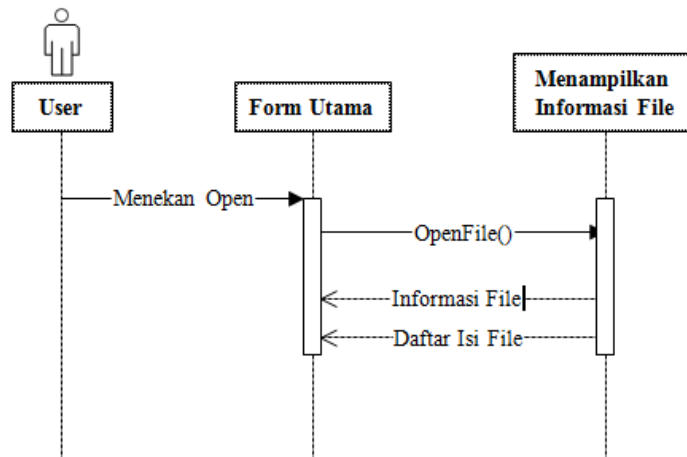 User
Form Utama
Menampilkan
Informasi File
Menekan Open
OpenFile()
Informasi File
Daftar Isi File